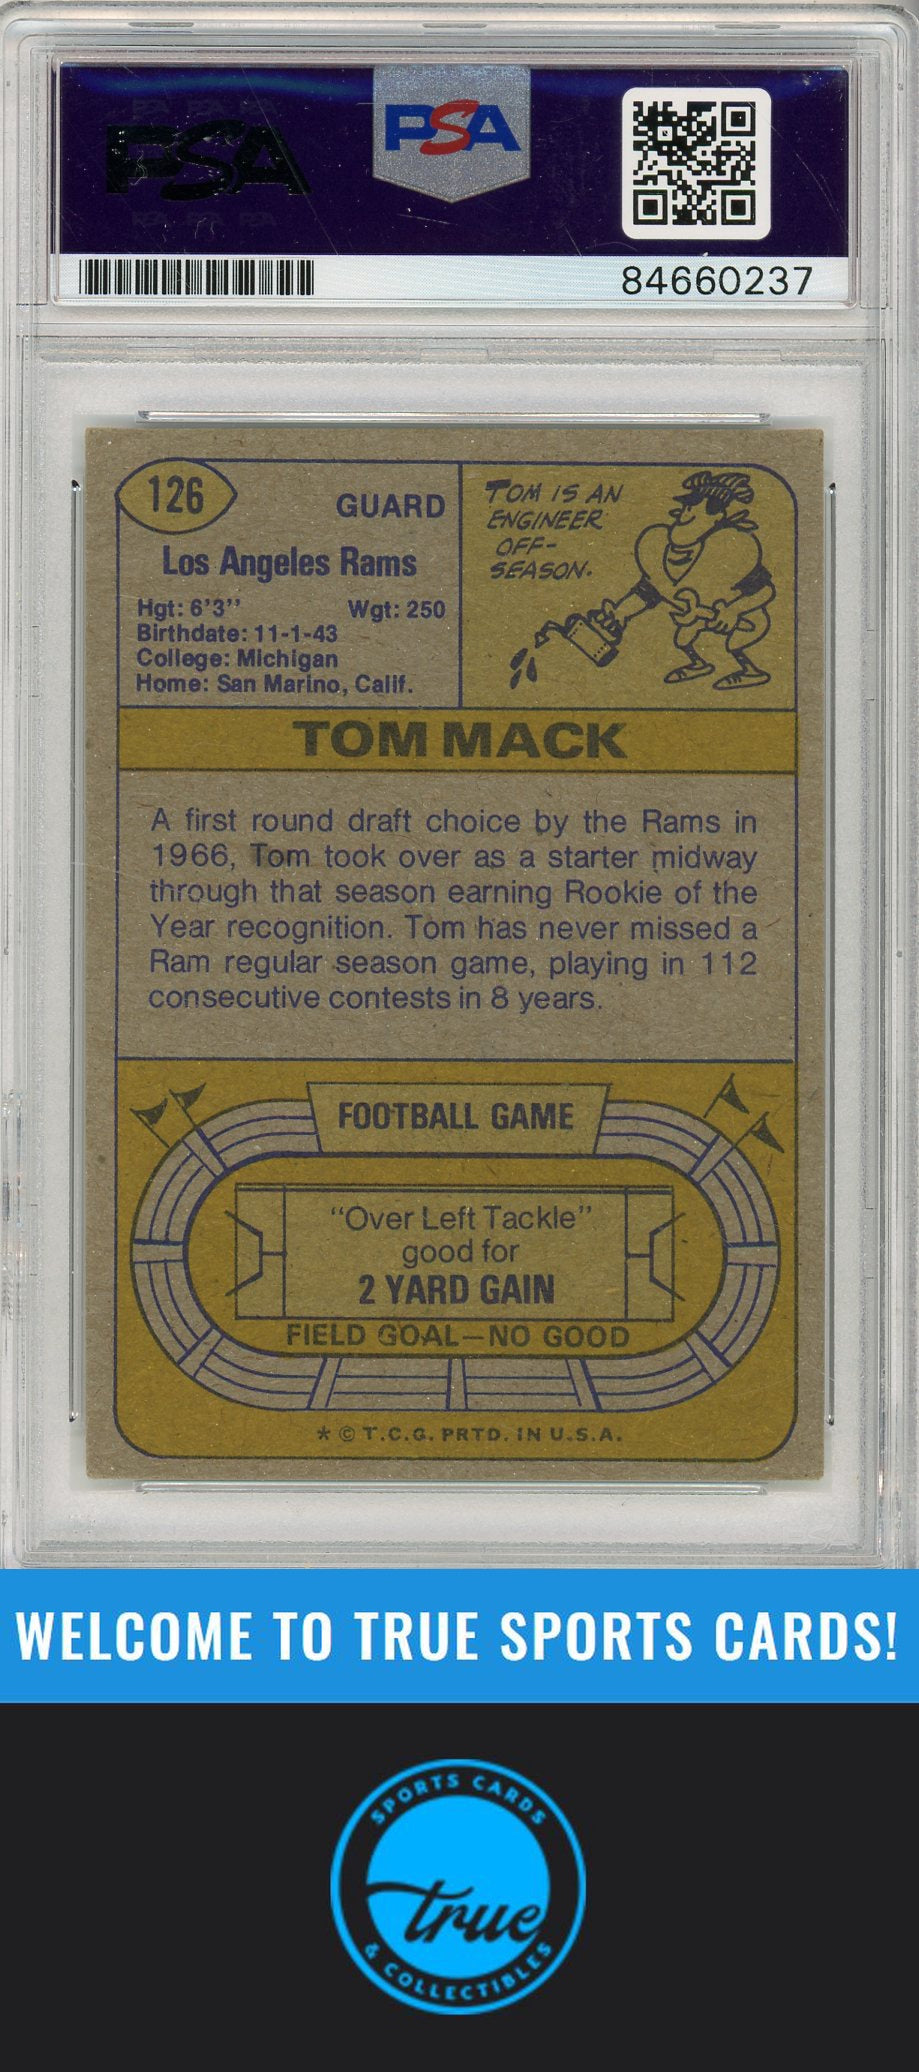 PSA
PSA
84660237
126
GUARD
Los Angeles Rams
Hgt: 6'3" Wgt: 250
Birthdate: 11-1-43
College: Michigan
Home: San Marino, Calif.
TOM IS AN
ENGINEER
OFF-
SEASON.
TOM MACK
A first round draft choice by the Rams in
1966, Tom took over as a starter midway
through that season earning Rookie of the
Year recognition. Tom has never missed a
Ram regular season game, playing in 112
consecutive contests in 8 years.
FOOTBALL GAME
"Over Left Tackle"
good for
2 YARD GAIN
FIELD GOAL—NO GOOD
* © T.C.G. PRTD. IN U.S.A.
WELCOME TO TRUE SPORTS CARDS!
SPORTS CARDS
true
& COLLECTIBLES